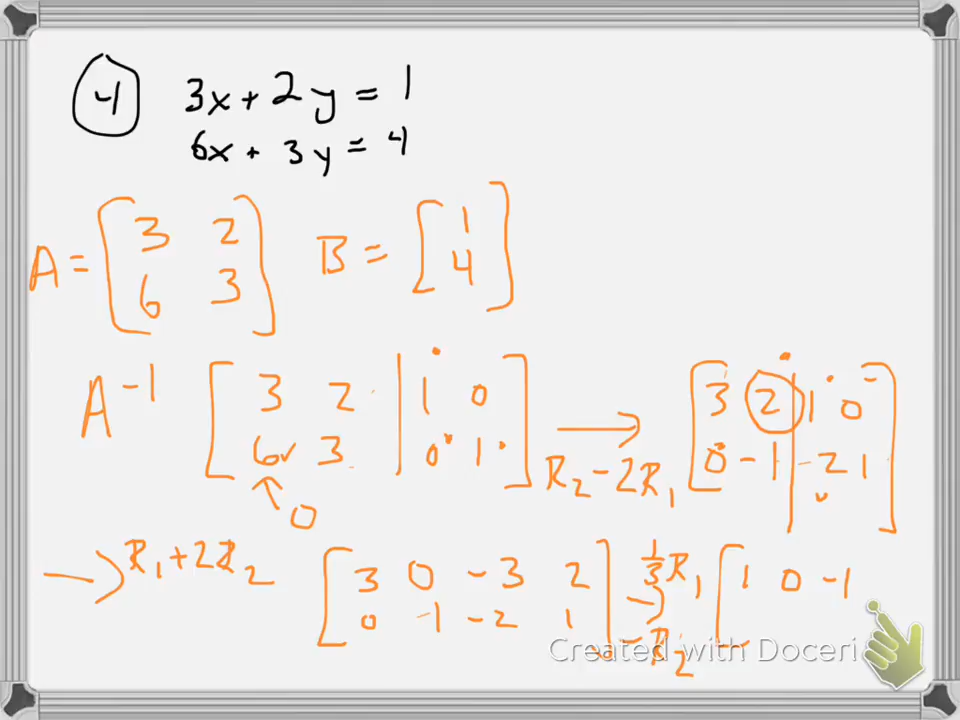 4 3x + 2y = 1
6x + 3y = 4
A = [ 3 2 B = [ 1
6 3 ] 4 ]
A⁻¹ [ 3 2 | 1 0 [ 3 2 | 1 0
6 3 | 0 1 ] → R₂ - 2R₁ 0 -1 | -2 1 ]
↑ 0
→ R₁ + 2R₂ [ 3 0 -3 2 ⅓R₁ [ 1 0 -1
0 -1 -2 1 ] → -R₂
Created with Doceri